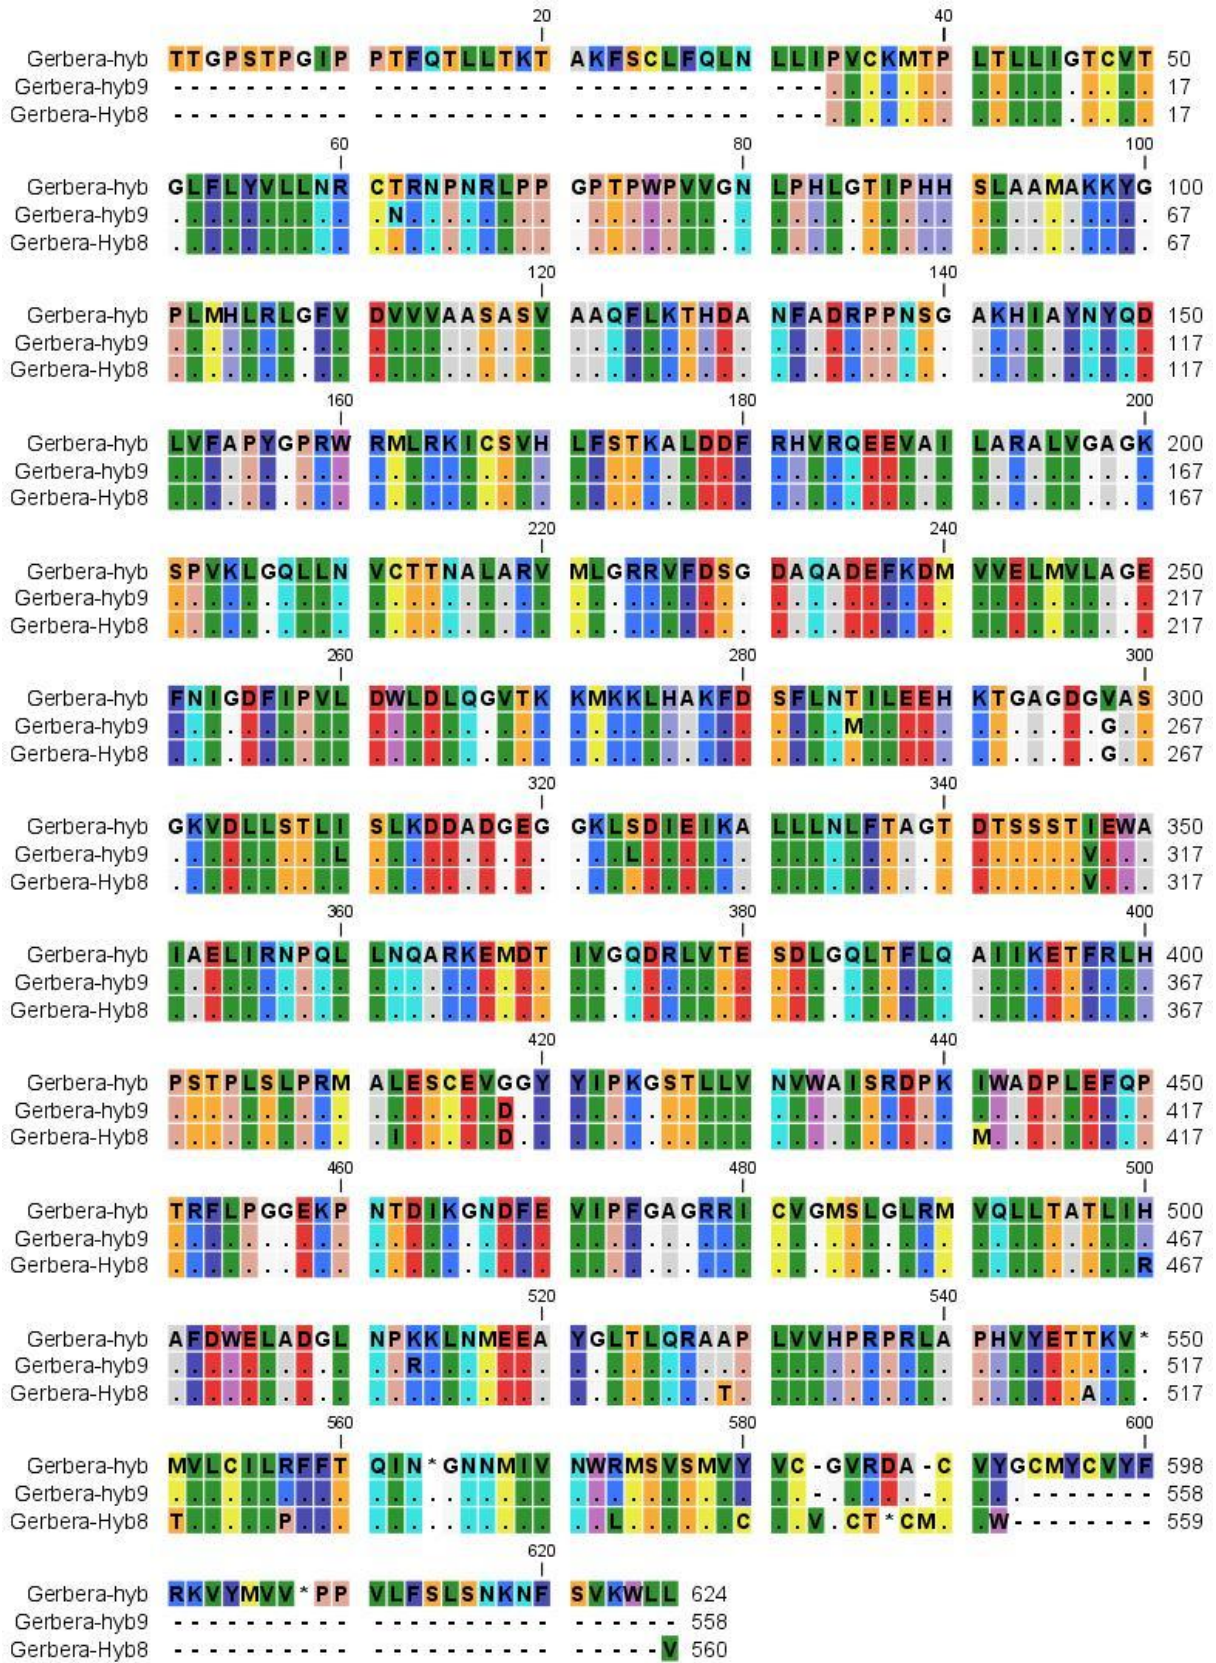 20 40
Gerbera-hyb TTGPSTPGIP PTFQTLLTKT AKFSCLFQLN LLIPVCKMTP LTLLIGTCVT 50
Gerbera-hyb9 - - - - - - - - - - - - - - - - - - - - - - - - - - - - - - - - - . . . . . . . . . . . . . . . . . 17
Gerbera-Hyb8 - - - - - - - - - - - - - - - - - - - - - - - - - - - - - - - - - . . . . . . . . . . . . . . . . . 17
60 80 100
Gerbera-hyb GLFLYVLLNR CTRNPNRLPP GPTPWPVVGN LPHLGTIPHH SLAAMAKKYG 100
Gerbera-hyb9 .......... .N........ .......... .......... .......... 67
Gerbera-Hyb8 .......... .......... .......... .......... .......... 67
120 140
Gerbera-hyb PLMHLRLGFV DVVVAASASV AAQFLKTHDA NFADRPPNSG AKHIAYNYQD 150
Gerbera-hyb9 .......... .......... .......... .......... .......... 117
Gerbera-Hyb8 .......... .......... .......... .......... .......... 117
160 180 200
Gerbera-hyb LVFAPYGPRW RMLRKICSVH LFSTKALDDF RHVRQEEVAI LARALVGAGK 200
Gerbera-hyb9 .......... .......... .......... .......... .......... 167
Gerbera-Hyb8 .......... .......... .......... .......... .......... 167
220 240
Gerbera-hyb SPVKLGQLLN VCTTNALARV MLGRRVFDSG DAQADEFKDM VVELMVLAGE 250
Gerbera-hyb9 .......... .......... .......... .......... .......... 217
Gerbera-Hyb8 .......... .......... .......... .......... .......... 217
260 280 300
Gerbera-hyb FNIGDFIPVL DWLDLQGVTK KMKKLHAKFD SFLNTILEEH KTGAGDGVAS 300
Gerbera-hyb9 .......... .......... .......... ....M..... .......G.. 267
Gerbera-Hyb8 .......... .......... .......... .......... .......G.. 267
320 340
Gerbera-hyb GKVDLLSTLI SLKDDADGEG GKLSDIEIKA LLLNLFTAGT DTSSSTIEWA 350
Gerbera-hyb9 .........L .......... ...L...... .......... ......V... 317
Gerbera-Hyb8 .......... .......... .......... .......... ......V... 317
360 380 400
Gerbera-hyb IAELIRNPQL LNQARKEMDT IVGQDRLVTE SDLGQLTFLQ AIIKETFRLH 400
Gerbera-hyb9 .......... .......... .......... .......... .......... 367
Gerbera-Hyb8 .......... .......... .......... .......... .......... 367
420 440
Gerbera-hyb PSTPLSLPRM ALESCEVGGY YIPKGSTLLV NVWAISRDPK IWADPLEFQP 450
Gerbera-hyb9 .......... .......D.. .......... .......... .......... 417
Gerbera-Hyb8 .......... .I.....D.. .......... .......... M......... 417
460 480 500
Gerbera-hyb TRFLPGGEKP NTDIKGNDFE VIPFGAGRRI CVGMSLGLRM VQLLTATLIH 500
Gerbera-hyb9 .......... .......... .......... .......... .......... 467
Gerbera-Hyb8 .......... .......... .......... .......... .........R 467
520 540
Gerbera-hyb AFDWELADGL NPKKLNMEEA YGLTLQRAAP LVVHPRPRLA PHVYETTKV* 550
Gerbera-hyb9 .......... ..R....... .......... .......... .......... 517
Gerbera-Hyb8 .......... .......... ........T. .......... ......A... 517
560 580 600
Gerbera-hyb MVLCILRFFT QIN*GNNMIV NWRMSVSMVY VC-GVRDA-C VYGCMYCVYF 598
Gerbera-hyb9 .......... .......... .......... ..-.....-. ...------- 558
Gerbera-Hyb8 T.....P... .......... ..L......C ..V.CT*CM. .W-------- 559
620
Gerbera-hyb RKVYMVV*PP VLFSLSNKNF SVKWLL 624
Gerbera-hyb9 ---------- ---------- ------ 558
Gerbera-Hyb8 ---------- ---------- -----V 560